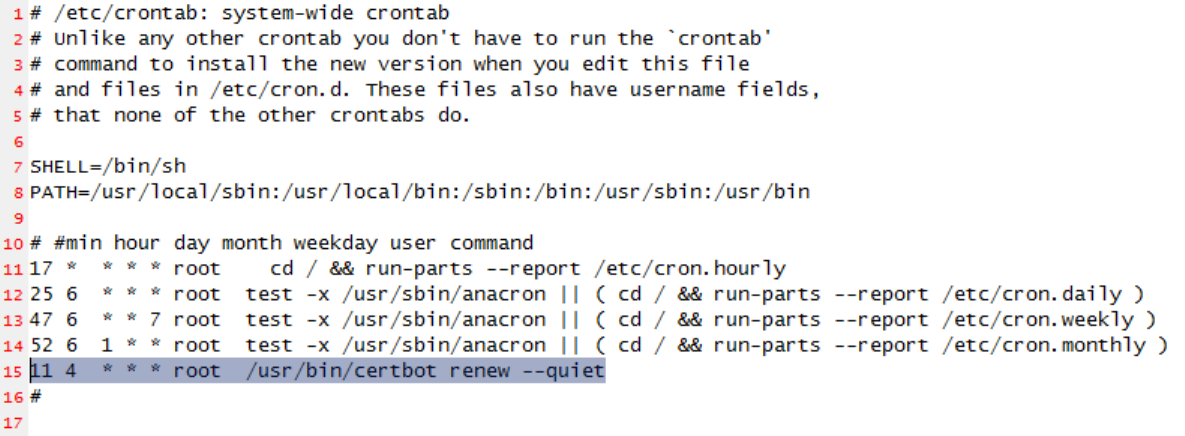 1 # /etc/crontab: system-wide crontab
2 # Unlike any other crontab you don't have to run the `crontab'
3 # command to install the new version when you edit this file
4 # and files in /etc/cron.d. These files also have username fields,
5 # that none of the other crontabs do.
6
7 SHELL=/bin/sh
8 PATH=/usr/local/sbin:/usr/local/bin:/sbin:/bin:/usr/sbin:/usr/bin
9
10 # #min hour day month weekday user command
11 17 *  * * * root    cd / && run-parts --report /etc/cron.hourly
12 25 6  * * * root  test -x /usr/sbin/anacron || ( cd / && run-parts --report /etc/cron.daily )
13 47 6  * * 7 root  test -x /usr/sbin/anacron || ( cd / && run-parts --report /etc/cron.weekly )
14 52 6  1 * * root  test -x /usr/sbin/anacron || ( cd / && run-parts --report /etc/cron.monthly )
15 11 4  * * * root  /usr/bin/certbot renew --quiet
16 #
17